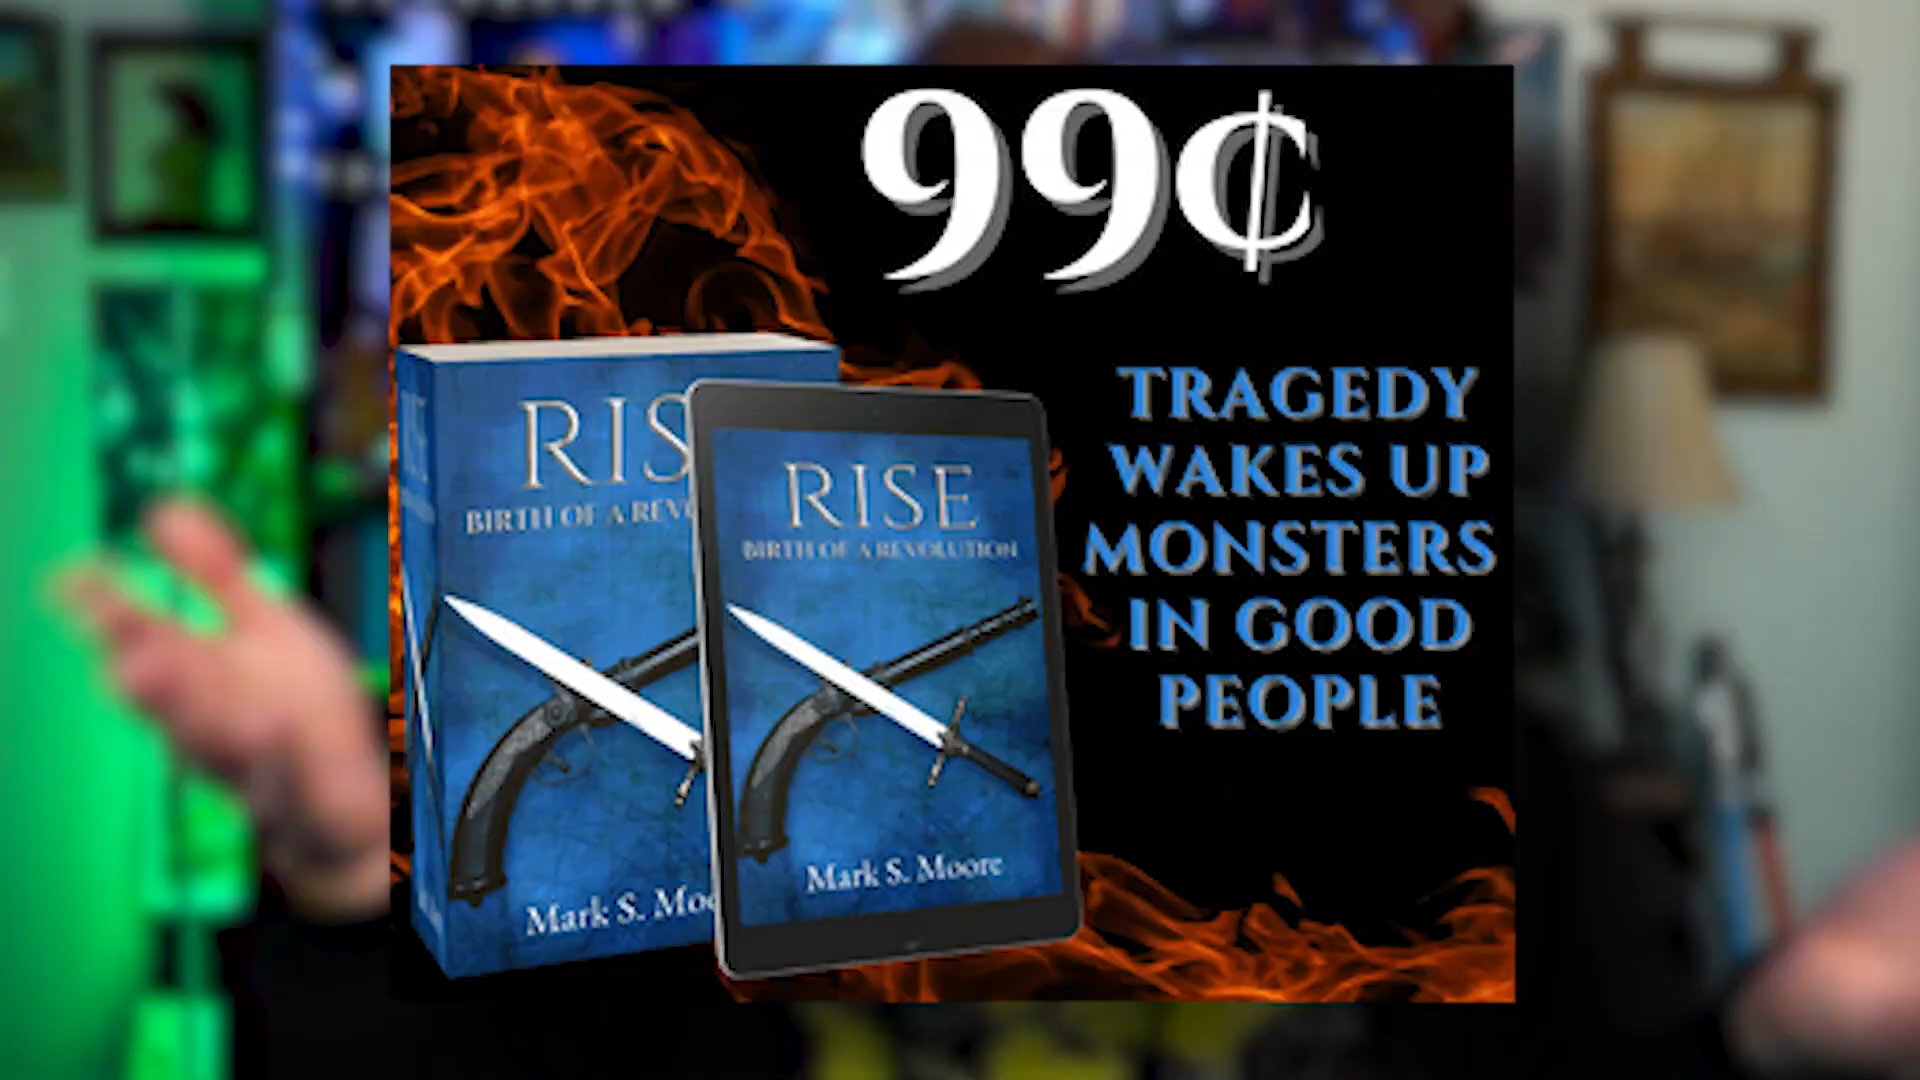 99¢
TRAGEDY
WAKES UP
MONSTERS
IN GOOD
PEOPLE
RIS
BIRTH OF A REV
Mark S. Mo
RISE
BIRTH OF A REVOLUTION
Mark S. Moore